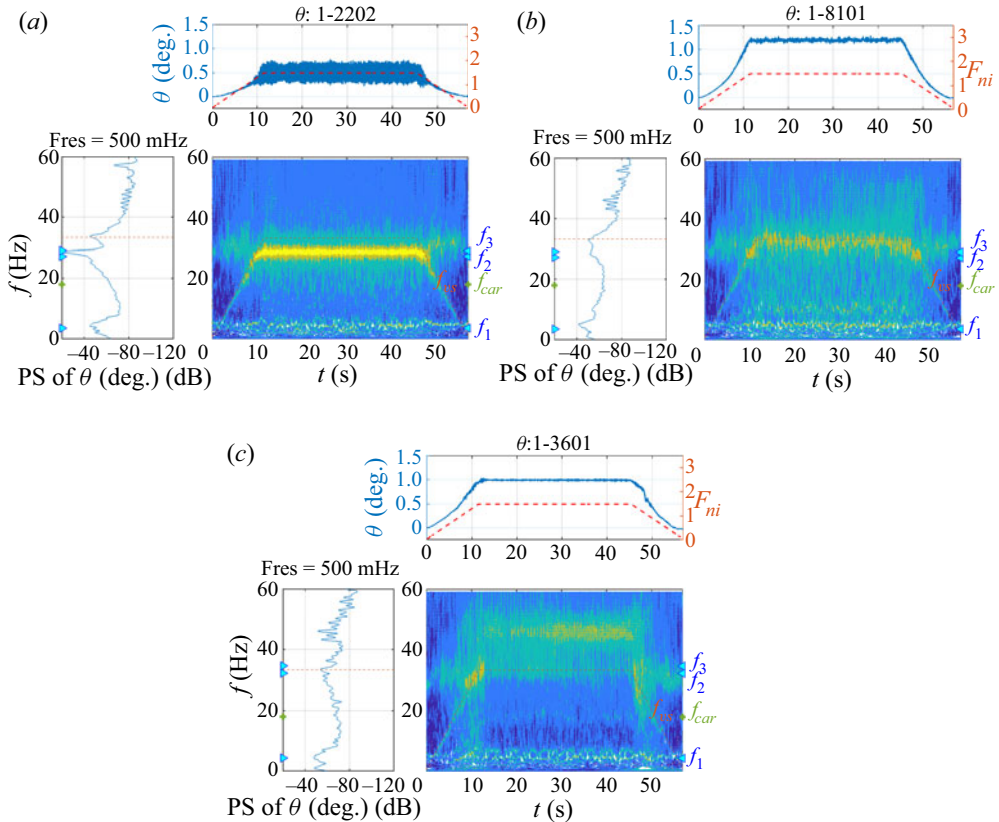 (a)
θ: 1-2202
1.5
1.0
0.5
0
θ (deg.)
3
2
1
0
0 10 20 30 40 50
Fres = 500 mHz
60
40
20
0
f (Hz)
–40 –80 –120
PS of θ (deg.) (dB)
60
40
20
0 10 20 30 40 50
t (s)
f3
f2
fcar
f1
(b)
θ: 1-8101
1.5
1.0
0.5
0
3
2
1
0
Fni
0 10 20 30 40 50
Fres = 500 mHz
60
40
20
0
–40 –80 –120
PS of θ (deg.) (dB)
60
40
20
0 10 20 30 40 50
t (s)
f3
f2
fcar
f1
(c)
θ:1-3601
1.5
1.0
0.5
0
θ (deg.)
3
2
1
0
Fni
0 10 20 30 40 50
Fres = 500 mHz
60
40
20
0
f (Hz)
–40 –80 –120
PS of θ (deg.) (dB)
60
40
20
0 10 20 30 40 50
t (s)
f3
f2
fcar
f1